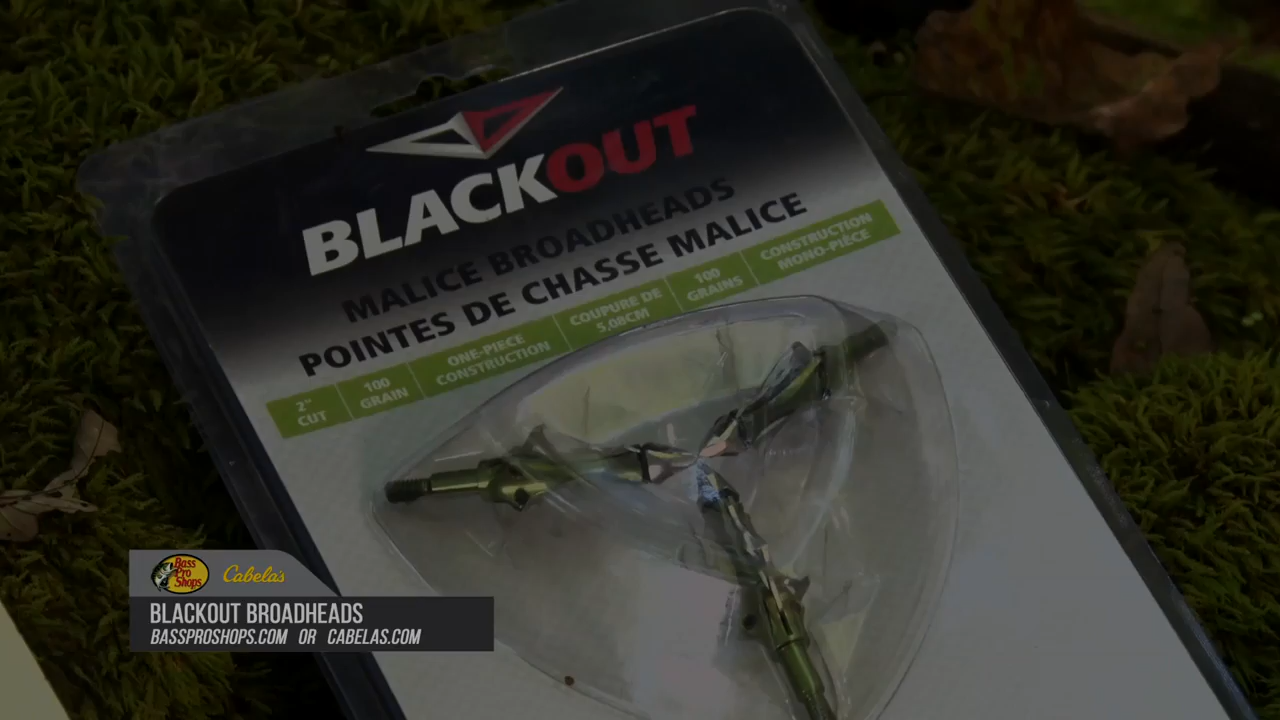 BLACKOUT
MALICE BROADHEADS
POINTES DE CHASSE MALICE
2" CUT
100 GRAIN
ONE-PIECE CONSTRUCTION
COUPURE DE 5,08CM
100 GRAINS
CONSTRUCTION MONO-PIÈCE
Bass Pro Shops
Cabela's
BLACKOUT BROADHEADS
BASSPROSHOPS.COM OR CABELAS.COM